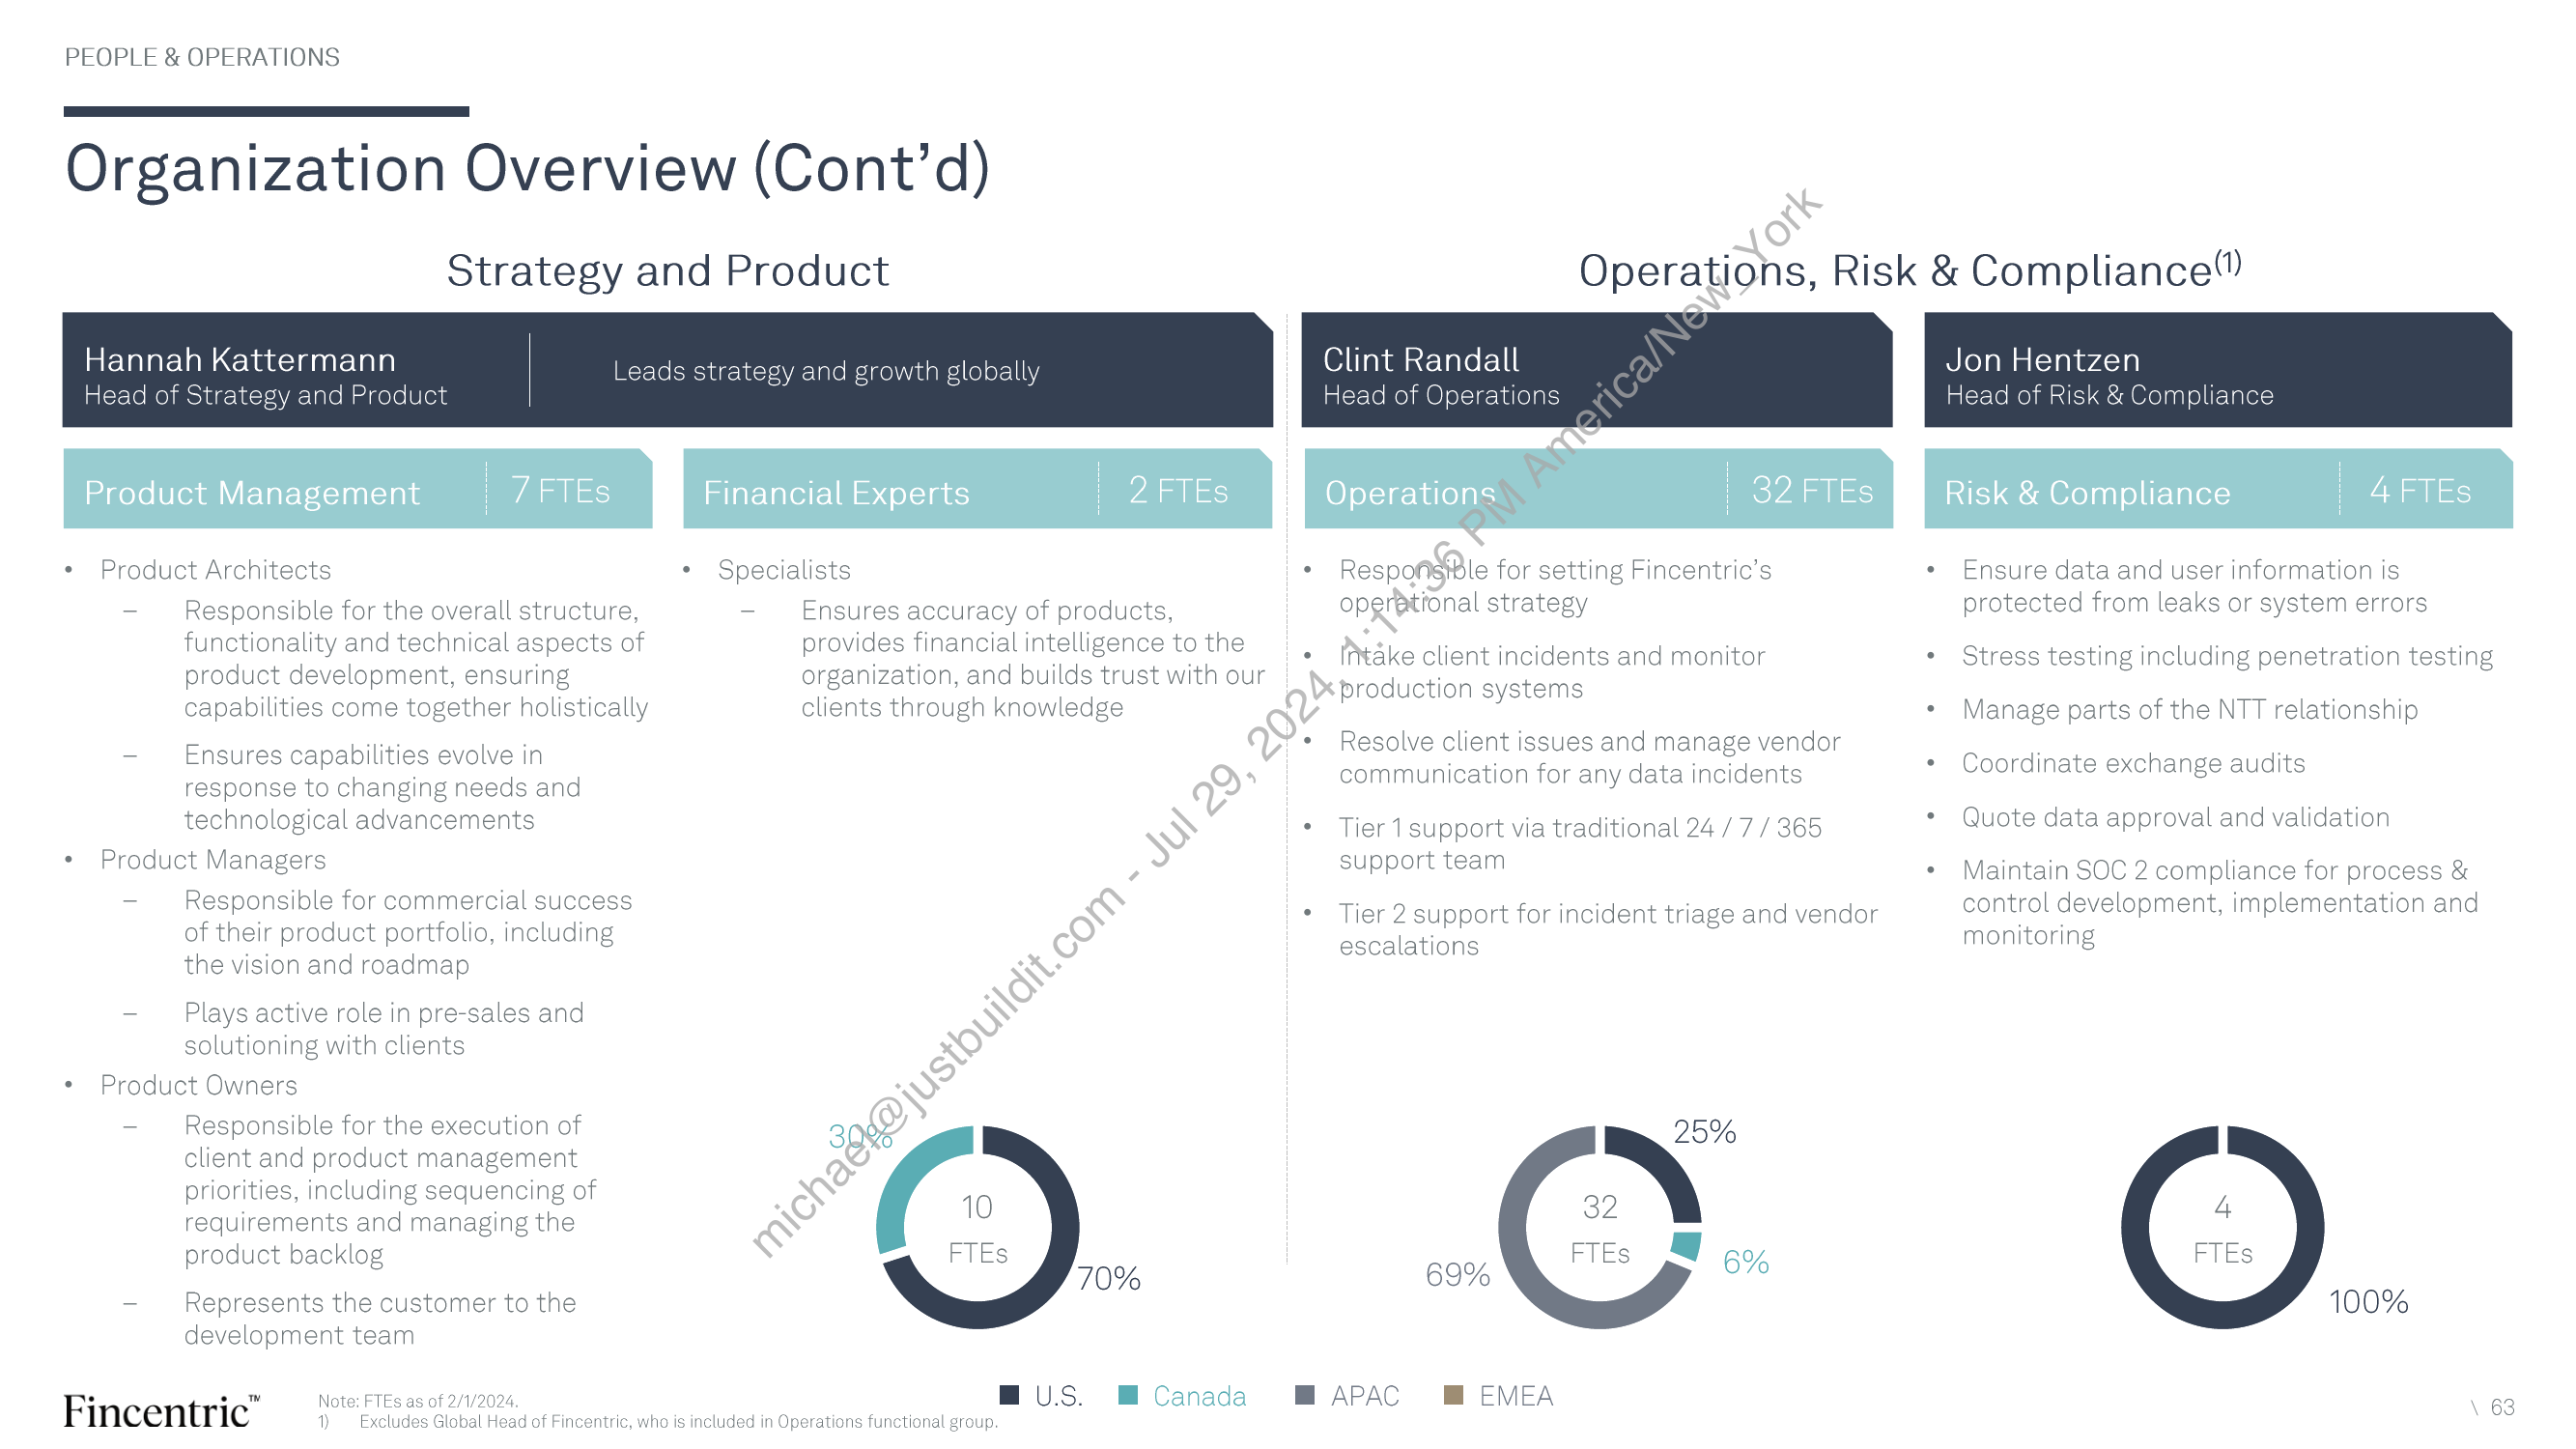 PEOPLE & OPERATIONS
Organization Overview (Cont’d)
Strategy and Product
Hannah Kattermann
Head of Strategy and Product
Leads strategy and growth globally
Product Management
7 FTEs
• Product Architects
– Responsible for the overall structure,
functionality and technical aspects of
product development, ensuring
capabilities come together holistically
– Ensures capabilities evolve in
response to changing needs and
technological advancements
• Product Managers
– Responsible for commercial success
of their product portfolio, including
the vision and roadmap
– Plays active role in pre-sales and
solutioning with clients
• Product Owners
– Responsible for the execution of
client and product management
priorities, including sequencing of
requirements and managing the
product backlog
– Represents the customer to the
development team
Financial Experts
2 FTEs
• Specialists
– Ensures accuracy of products,
provides financial intelligence to the
organization, and builds trust with our
clients through knowledge
30%
10
FTEs
70%
Operations, Risk & Compliance(1)
Clint Randall
Head of Operations
Operations
32 FTEs
• Responsible for setting Fincentric’s
operational strategy
• Intake client incidents and monitor
production systems
• Resolve client issues and manage vendor
communication for any data incidents
• Tier 1 support via traditional 24 / 7 / 365
support team
• Tier 2 support for incident triage and vendor
escalations
25%
32
FTEs
6%
69%
Jon Hentzen
Head of Risk & Compliance
Risk & Compliance
4 FTEs
• Ensure data and user information is
protected from leaks or system errors
• Stress testing including penetration testing
• Manage parts of the NTT relationship
• Coordinate exchange audits
• Quote data approval and validation
• Maintain SOC 2 compliance for process &
control development, implementation and
monitoring
4
FTEs
100%
michael@justbuildit.com - Jul 29, 2024, 1:14:36 PM America/New_York
U.S.
Canada
APAC
EMEA
Fincentric™
Note: FTEs as of 2/1/2024.
1) Excludes Global Head of Fincentric, who is included in Operations functional group.
\ 63